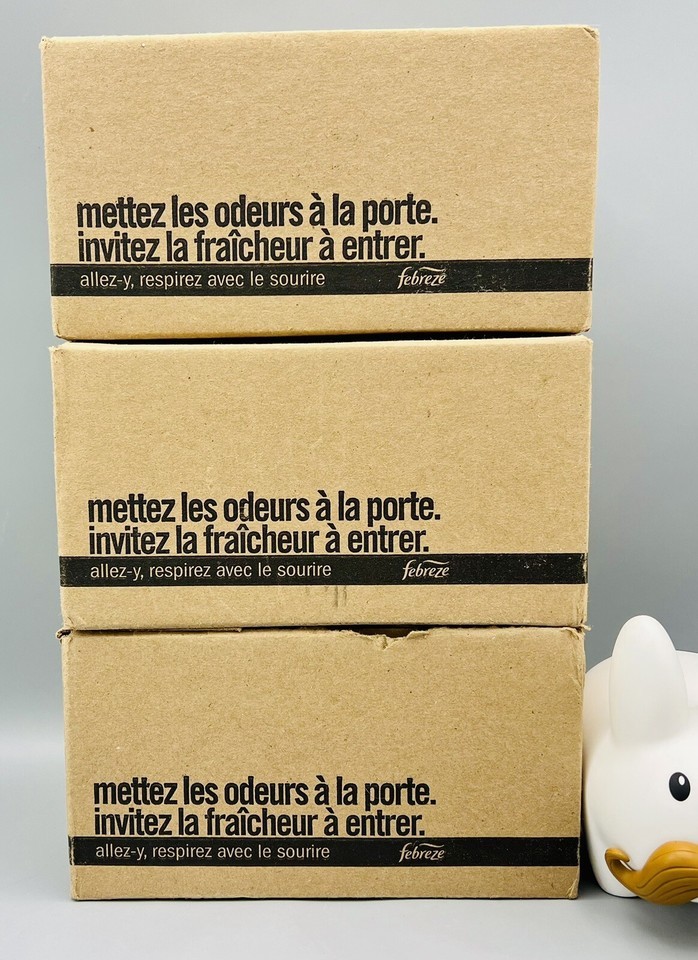 mettez les odeurs à la porte.
invitez la fraîcheur à entrer.
allez-y, respirez avec le sourire febreze
mettez les odeurs à la porte.
invitez la fraîcheur à entrer.
allez-y, respirez avec le sourire febreze
mettez les odeurs à la porte.
invitez la fraîcheur à entrer.
allez-y, respirez avec le sourire febreze